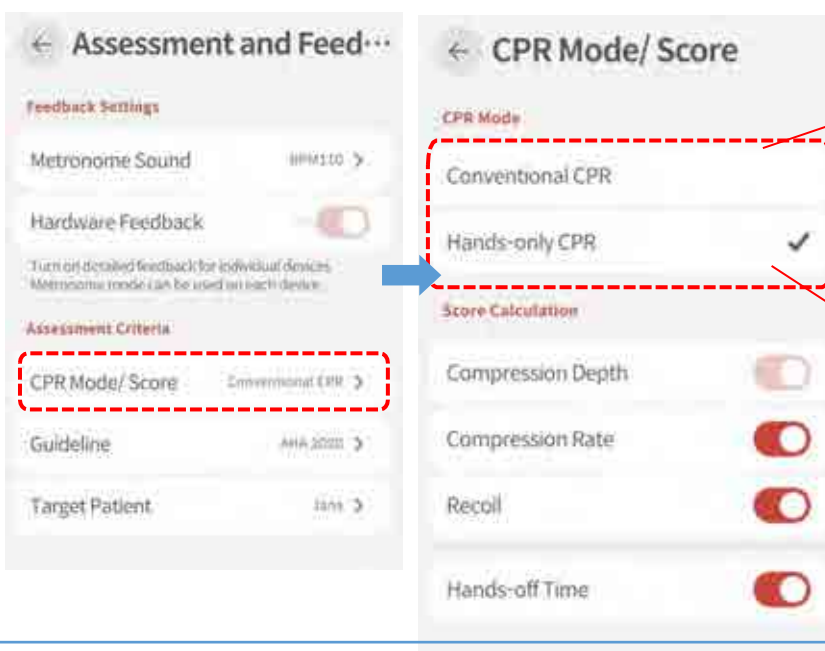 ← Assessment and Feed···
Feedback Settings
Metronome Sound BPM110 >
Hardware Feedback
Turn on detailed feedback for individual devices.
Metronome mode can be used on each device.
Assessment Criteria
CPR Mode/ Score Conventional CPR >
Guideline AHA 2020 >
Target Patient >
← CPR Mode/ Score
CPR Mode
Conventional CPR
Hands-only CPR
Score Calculation
Compression Depth
Compression Rate
Recoil
Hands-off Time